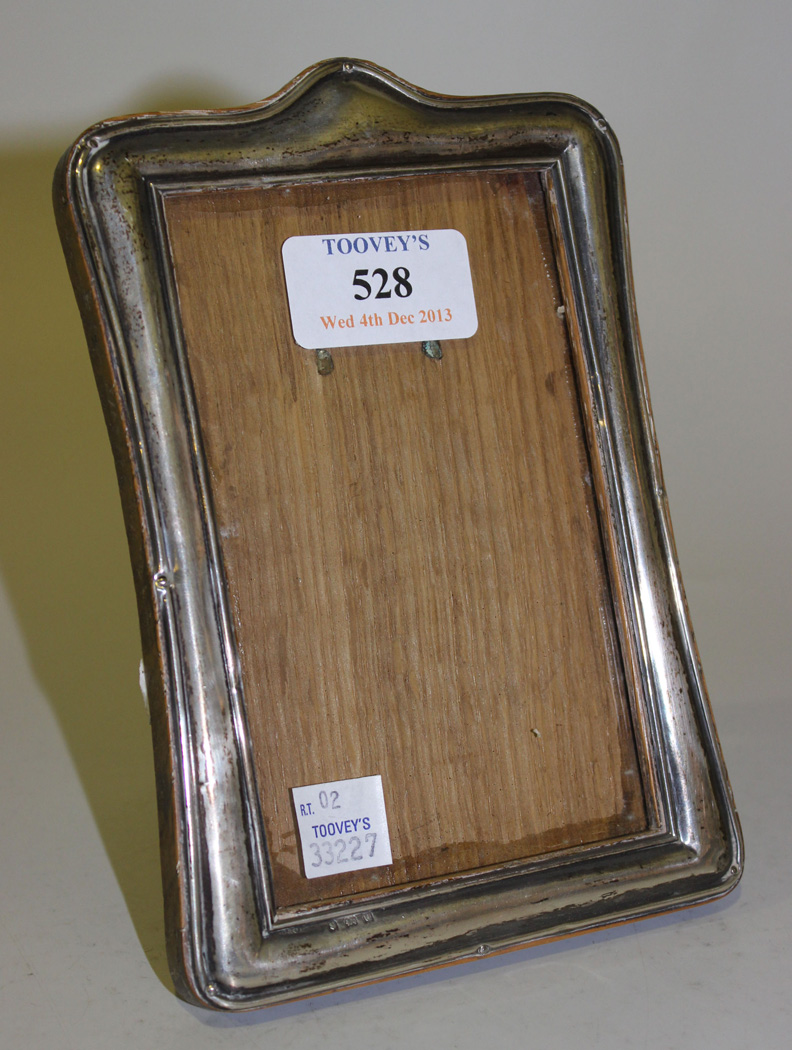 TOOVEY'S
528
Wed 4th Dec 2013
R.T. 02
TOOVEY'S
33227